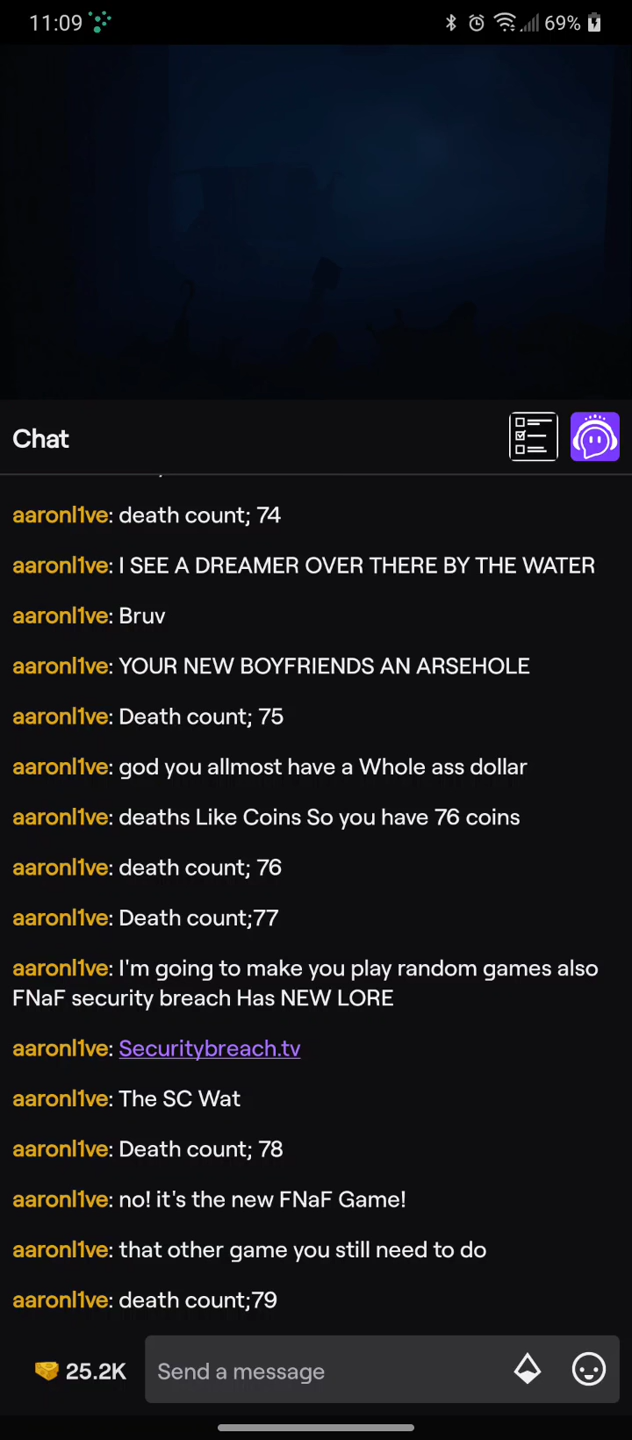 11:09
69%
Chat
aaronl1ve: death count; 74
aaronl1ve: I SEE A DREAMER OVER THERE BY THE WATER
aaronl1ve: Bruv
aaronl1ve: YOUR NEW BOYFRIENDS AN ARSEHOLE
aaronl1ve: Death count; 75
aaronl1ve: god you allmost have a Whole ass dollar
aaronl1ve: deaths Like Coins So you have 76 coins
aaronl1ve: death count; 76
aaronl1ve: Death count;77
aaronl1ve: I'm going to make you play random games also
FNaF security breach Has NEW LORE
aaronl1ve: Securitybreach.tv
aaronl1ve: The SC Wat
aaronl1ve: Death count; 78
aaronl1ve: no! it's the new FNaF Game!
aaronl1ve: that other game you still need to do
aaronl1ve: death count;79
25.2K
Send a message